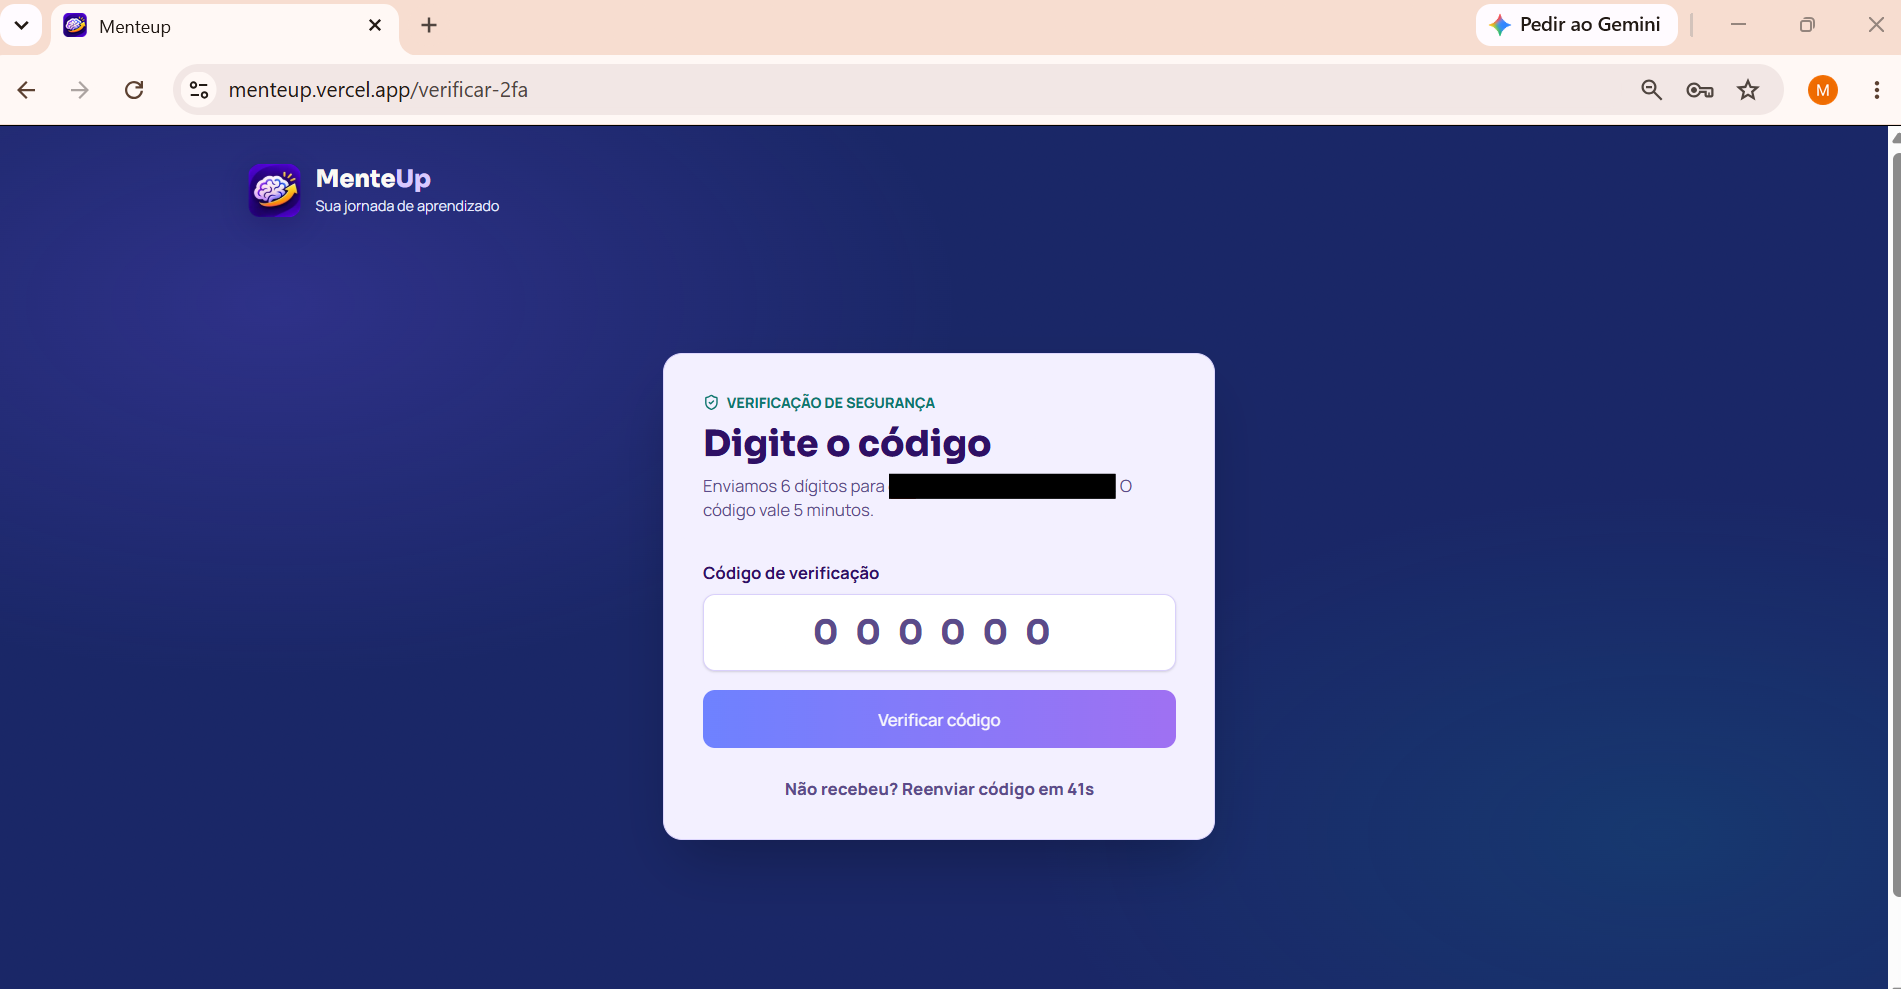 Menteup
Pedir ao Gemini
menteup.vercel.app/verificar-2fa
M
MenteUp
Sua jornada de aprendizado
VERIFICAÇÃO DE SEGURANÇA
Digite o código
Enviamos 6 dígitos para O
código vale 5 minutos.
Código de verificação
0 0 0 0 0 0
Verificar código
Não recebeu? Reenviar código em 41s